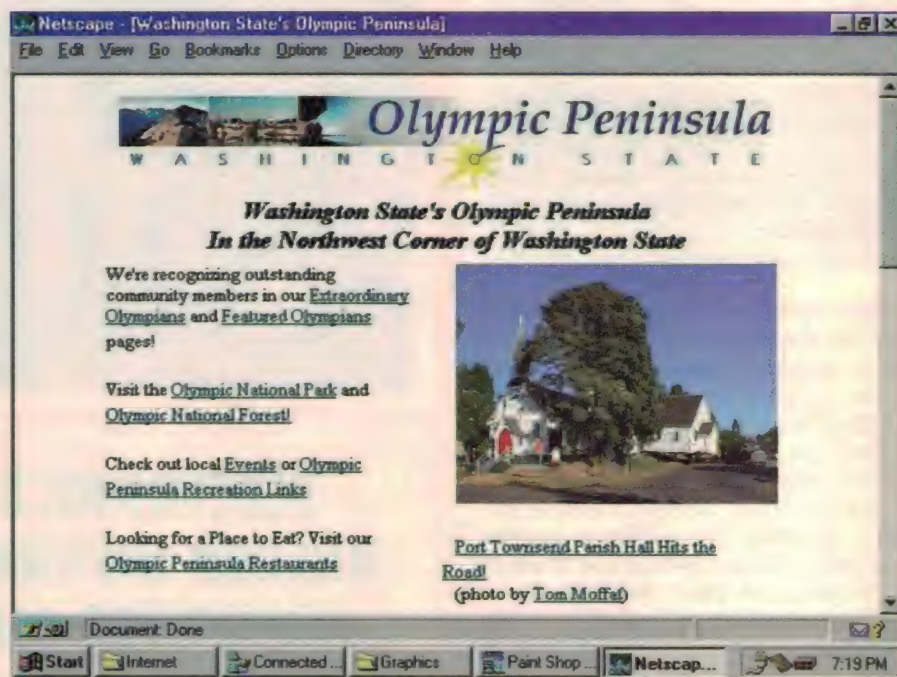 Netscape - [Washington State's Olympic Peninsula]
File Edit View Go Bookmarks Options Directory Window Help
Olympic Peninsula
WASHINGTON STATE
Washington State's Olympic Peninsula
In the Northwest Corner of Washington State
We're recognizing outstanding
community members in our Extraordinary
Olympians and Featured Olympians
pages!
Visit the Olympic National Park and
Olympic National Forest!
Check out local Events or Olympic
Peninsula Recreation Links
Looking for a Place to Eat? Visit our
Olympic Peninsula Restaurants
Port Townsend Parish Hall Hits the
Road!
(photo by Tom Moffat)
Document: Done
Start Internet Connected ... Graphics Paint Shop ... Netscap... 7:19 PM